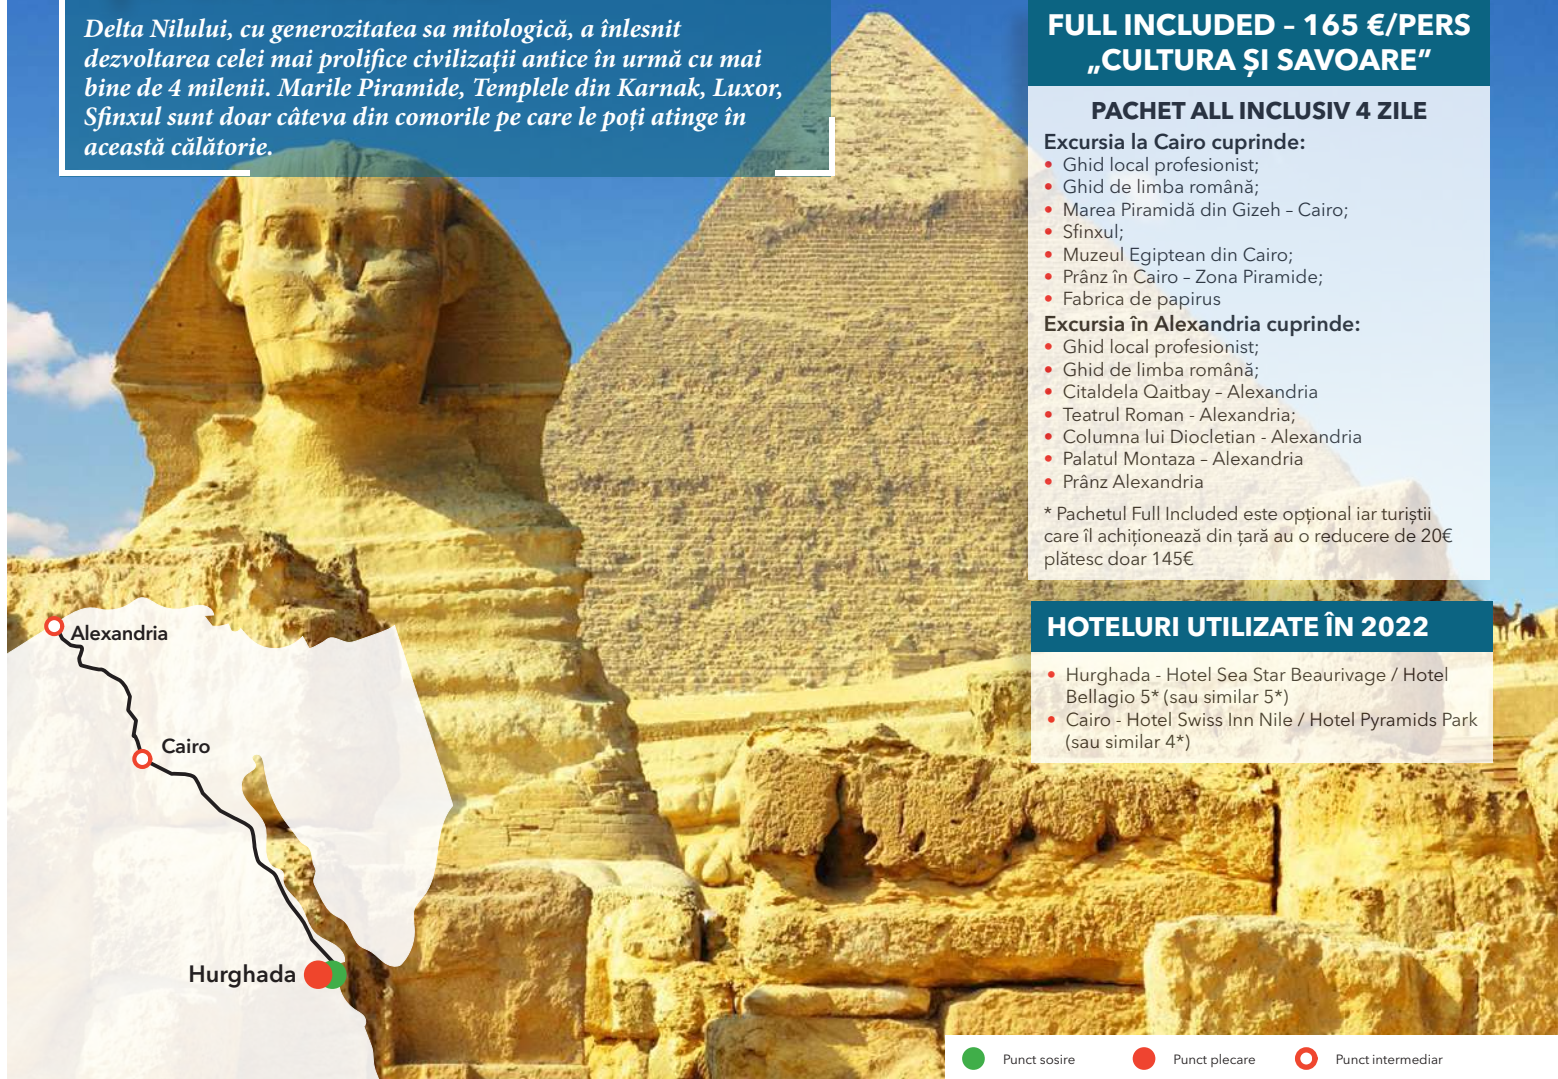 Delta Nilului, cu generozitatea sa mitologică, a înlesnit
dezvoltarea celei mai prolifice civilizaţii antice în urmă cu mai
bine de 4 milenii. Marile Piramide, Templele din Karnak, Luxor,
Sfinxul sunt doar câteva din comorile pe care le poţi atinge în
această călătorie.
FULL INCLUDED – 165 €/PERS
„CULTURA ȘI SAVOARE”
PACHET ALL INCLUSIV 4 ZILE
Excursia la Cairo cuprinde:
• Ghid local profesionist;
• Ghid de limba română;
• Marea Piramidă din Gizeh – Cairo;
• Sfinxul;
• Muzeul Egiptean din Cairo;
• Prânz în Cairo – Zona Piramide;
• Fabrica de papirus
Excursia în Alexandria cuprinde:
• Ghid local profesionist;
• Ghid de limba română;
• Citaldela Qaitbay – Alexandria
• Teatrul Roman - Alexandria;
• Columna lui Diocletian - Alexandria
• Palatul Montaza – Alexandria
• Prânz Alexandria
* Pachetul Full Included este opțional iar turiștii
care îl achiționează din țară au o reducere de 20€
plătesc doar 145€
HOTELURI UTILIZATE ÎN 2022
• Hurghada - Hotel Sea Star Beaurivage / Hotel
Bellagio 5* (sau similar 5*)
• Cairo - Hotel Swiss Inn Nile / Hotel Pyramids Park
(sau similar 4*)
Alexandria
Cairo
Hurghada
Punct sosire
Punct plecare
Punct intermediar